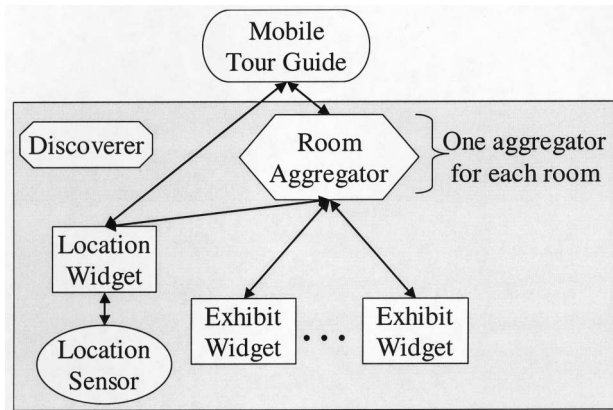 Mobile
Tour Guide
Discoverer
Room
Aggregator
One aggregator
for each room
Location
Widget
Exhibit
Widget
Exhibit
Widget
Location
Sensor